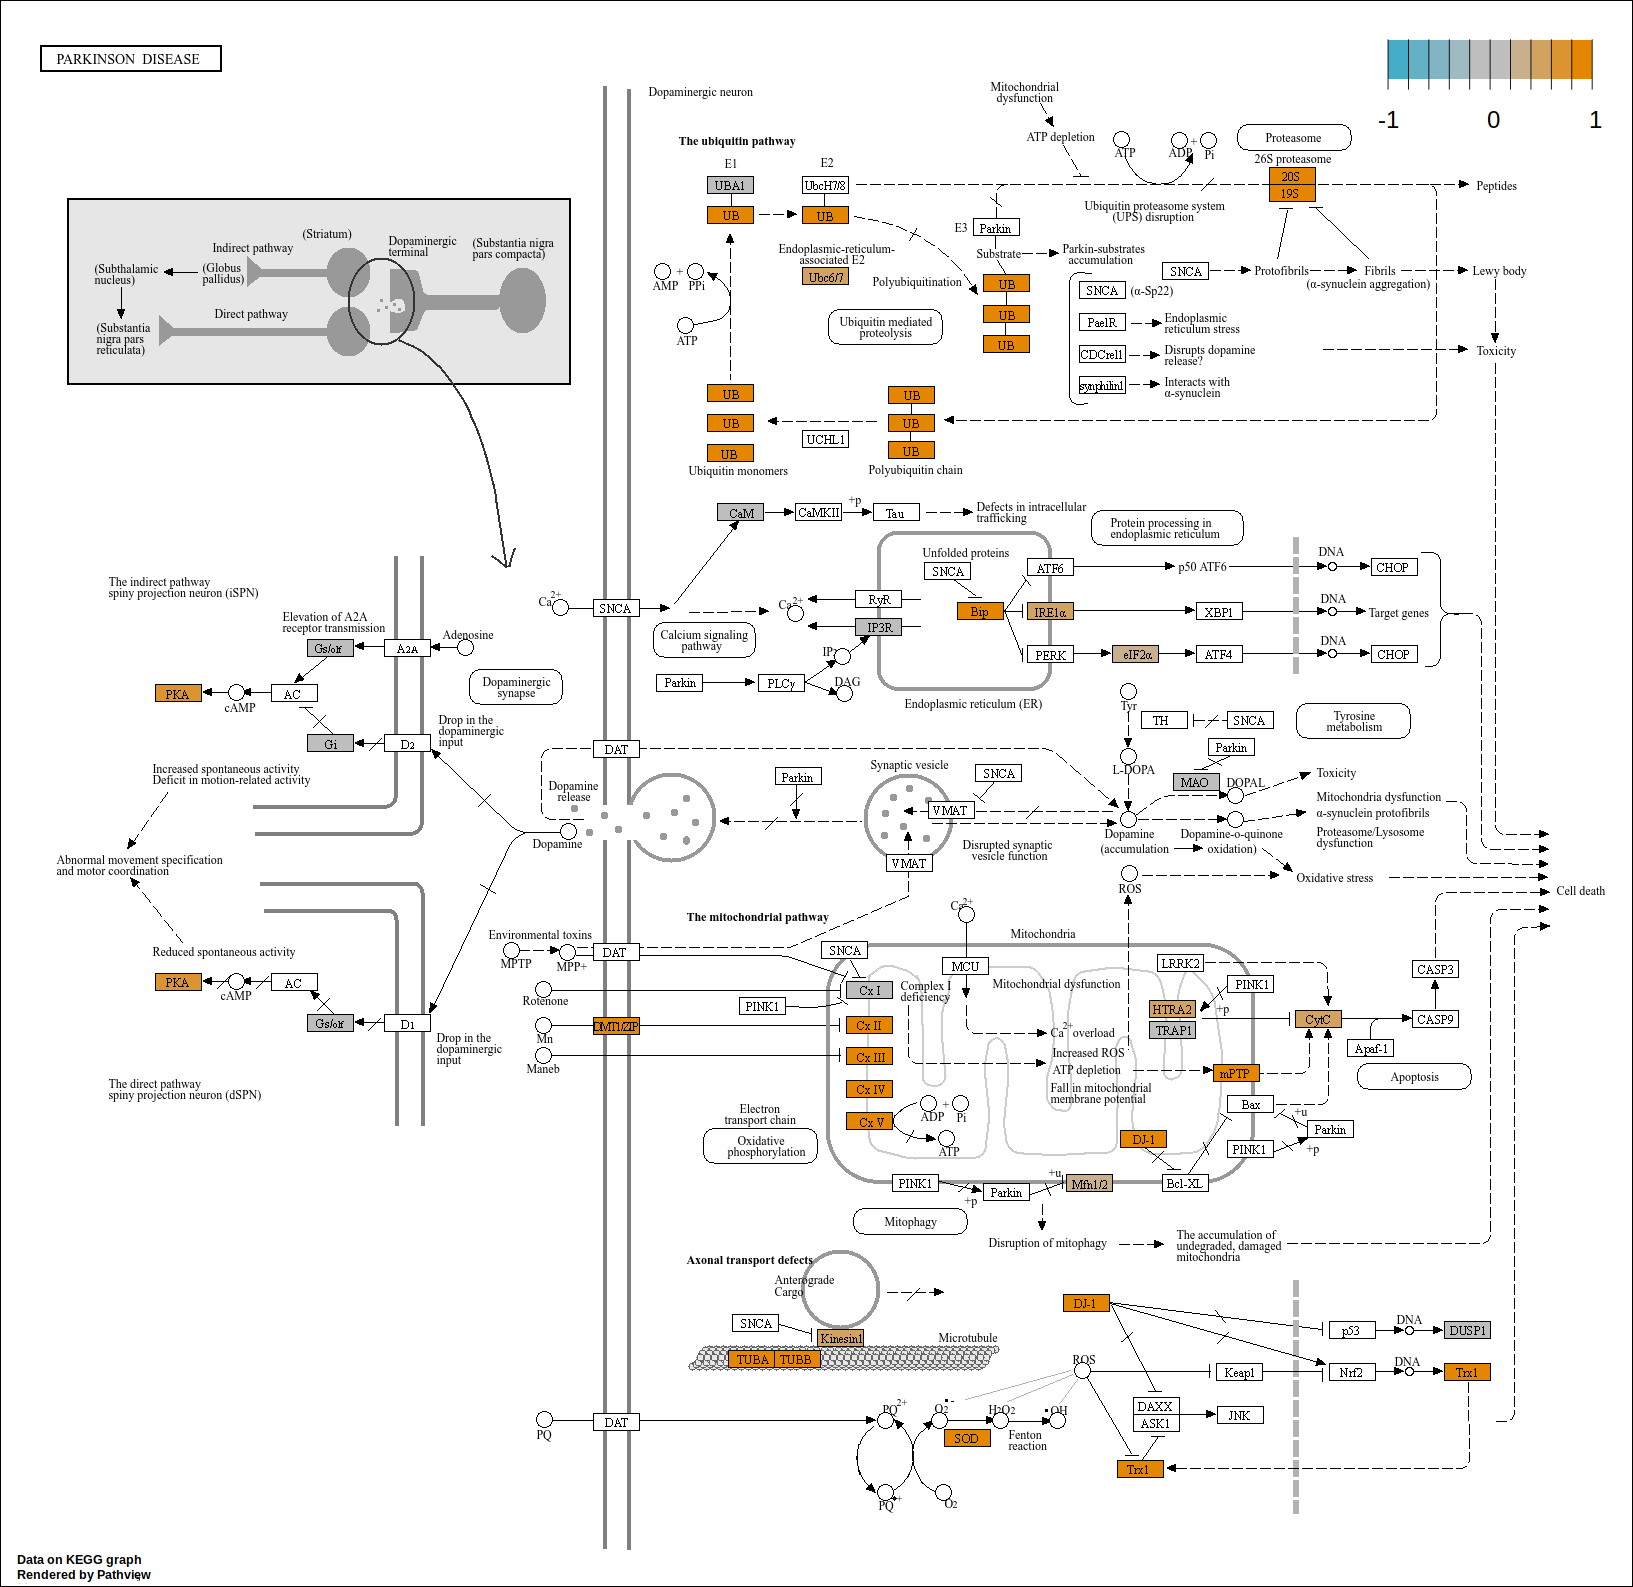 PARKINSON DISEASE
-1 0 1
Dopaminergic neuron
Mitochondrial
dysfunction
ATP depletion
ATP
ADP
+
Pi
Proteasome
26S proteasome
20S
19S
Peptides
The ubiquitin pathway
E1
E2
UBA1
UbcH7/8
UB
UB
E3
Parkin
Ubiquitin proteasome system
(UPS) disruption
Endoplasmic-reticulum-
associated E2
Ubc6/7
Substrate
Parkin-substrates
accumulation
Polyubiquitination
AMP
+
PPi
ATP
Ubiquitin mediated
proteolysis
UB
UB
UB
SNCA
Protofibrils
Fibrils
(α-synuclein aggregation)
Lewy body
SNCA
(α-Sp22)
PaelR
Endoplasmic
reticulum stress
CDCrel1
Disrupts dopamine
release?
synphilin1
Interacts with
α-synuclein
Toxicity
UB
UB
UB
Ubiquitin monomers
UCHL1
UB
UB
UB
Polyubiquitin chain
(Striatum)
Indirect pathway
Dopaminergic
terminal
(Substantia nigra
pars compacta)
(Subthalamic
nucleus)
(Globus
pallidus)
Direct pathway
(Substantia
nigra pars
reticulata)
CaM
CaMKII
+p
Tau
Defects in intracellular
trafficking
Protein processing in
endoplasmic reticulum
Unfolded proteins
SNCA
ATF6
p50 ATF6
DNA
CHOP
Ca2+
SNCA
Ca2+
RyR
IP3R
Bip
IRE1α
XBP1
DNA
Target genes
Calcium signaling
pathway
PERK
eIF2α
ATF4
DNA
CHOP
IP3
DAG
Parkin
PLCγ
Endoplasmic reticulum (ER)
The indirect pathway
spiny projection neuron (iSPN)
Elevation of A2A
receptor transmission
Gs/olf
A2A
Adenosine
PKA
cAMP
AC
Dopaminergic
synapse
Gi
D2
Drop in the
dopaminergic
input
Increased spontaneous activity
Deficit in motion-related activity
Abnormal movement specification
and motor coordination
DAT
Dopamine
release
Dopamine
Parkin
Synaptic vesicle
SNCA
VMAT
VMAT
Disrupted synaptic
vesicle function
Tyr
TH
SNCA
Tyrosine
metabolism
L-DOPA
Parkin
MAO
DOPAL
Toxicity
Dopamine
(accumulation
Dopamine-o-quinone
oxidation)
Mitochondria dysfunction
α-synuclein protofibrils
Proteasome/Lysosome
dysfunction
ROS
Oxidative stress
Cell death
Reduced spontaneous activity
PKA
cAMP
AC
Gs/olf
D1
Drop in the
dopaminergic
input
The direct pathway
spiny projection neuron (dSPN)
The mitochondrial pathway
Environmental toxins
MPTP
MPP+
DAT
Rotenone
Mn
DMT1/ZIP
Maneb
SNCA
PINK1
Cx I
Cx II
Cx III
Cx IV
Cx V
Complex I
deficiency
Ca2+
MCU
Mitochondria
Mitochondrial dysfunction
Ca2+ overload
Increased ROS
ATP depletion
Fall in mitochondrial
membrane potential
ADP
+
Pi
ATP
Electron
transport chain
Oxidative
phosphorylation
LRRK2
PINK1
+p
HTRA2
TRAP1
CytC
CASP3
CASP9
Apaf-1
Apoptosis
mPTP
Bax
+u
Parkin
+p
PINK1
DJ-1
Bcl-XL
PINK1
+p
Parkin
+u
Mfn1/2
Mitophagy
Disruption of mitophagy
The accumulation of
undegraded, damaged
mitochondria
Axonal transport defects
Anterograde
Cargo
SNCA
Kinesin1
TUBA
TUBB
Microtubule
DJ-1
p53
DNA
DUSP1
ROS
Keap1
Nrf2
DNA
Trx1
DAXX
ASK1
JNK
Trx1
PQ
DAT
PQ2+
O2•-
H2O2
•OH
SOD
Fenton
reaction
PQ•+
O2
Data on KEGG graph
Rendered by Pathview